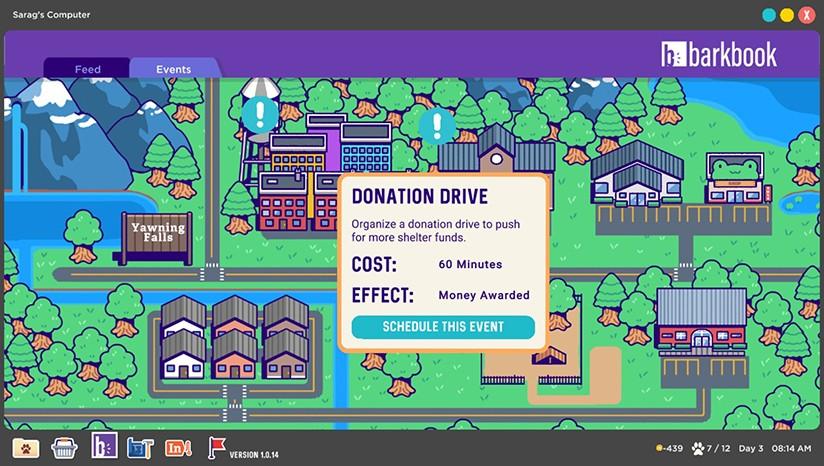 Sarag's Computer
X
barkbook
Feed
Events
!
!
DONATION DRIVE
Organize a donation drive to push
for more shelter funds.
COST: 60 Minutes
EFFECT: Money Awarded
SCHEDULE THIS EVENT
Yawning
Falls
b
In!
VERSION 1.0.14
-439
7 / 12
Day 3
08:14 AM